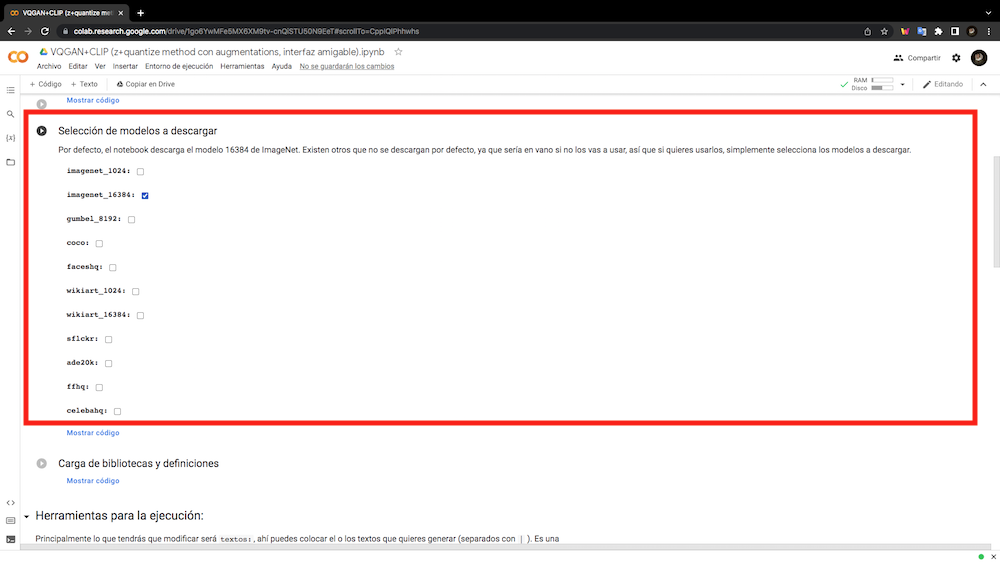 VQGAN+CLIP (z+quantize me
colab.research.google.com/drive/1go6YwMFe5MX6XM9tv-cnQiSTU50N9EeT#scrollTo=CppIQlPhhwhs
VQGAN+CLIP (z+quantize method con augmentations, interfaz amigable).ipynb
Compartir
Archivo Editar Ver Insertar Entorno de ejecución Herramientas Ayuda No se guardarán los cambios
+ Código + Texto Copiar en Drive
RAM
Disco
Editando
Mostrar código
Selección de modelos a descargar
Por defecto, el notebook descarga el modelo 16384 de ImageNet. Existen otros que no se descargan por defecto, ya que sería en vano si no los vas a usar, así que si quieres usarlos, simplemente selecciona los modelos a descargar.
imagenet_1024:
imagenet_16384:
gumbel_8192:
coco:
faceshq:
wikiart_1024:
wikiart_16384:
sflckr:
ade20k:
ffhq:
celebahq:
Mostrar código
Carga de bibliotecas y definiciones
Mostrar código
Herramientas para la ejecución:
Principalmente lo que tendrás que modificar será textos:, ahí puedes colocar el o los textos que quieres generar (separados con | ). Es una